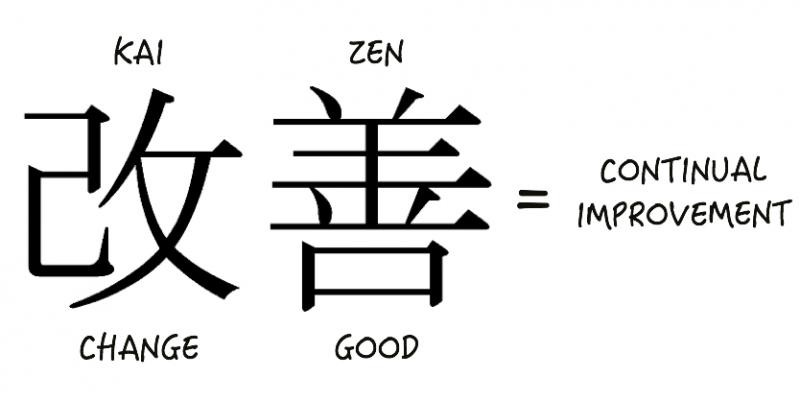 KAI ZEN
改善 = CONTINUAL IMPROVEMENT
CHANGE GOOD